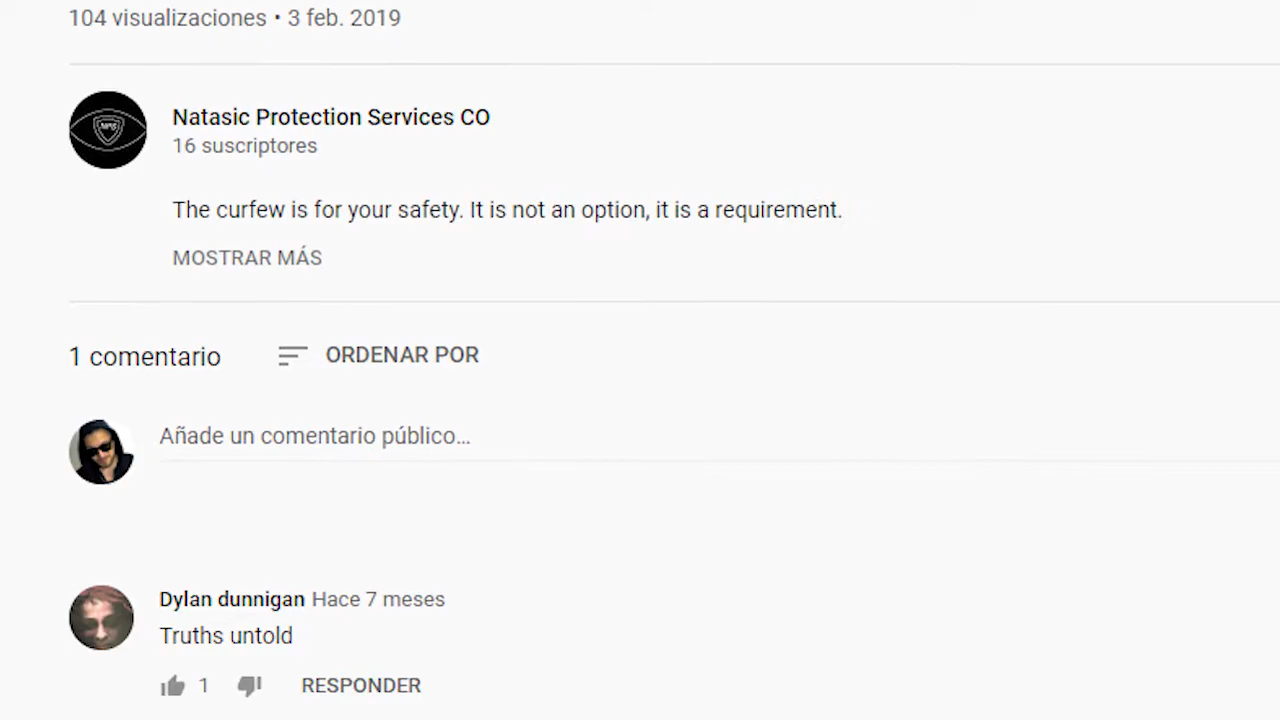 104 visualizaciones • 3 feb. 2019
Natasic Protection Services CO
16 suscriptores
The curfew is for your safety. It is not an option, it is a requirement.
MOSTRAR MÁS
1 comentario ORDENAR POR
Añade un comentario público...
Dylan dunnigan Hace 7 meses
Truths untold
1 RESPONDER